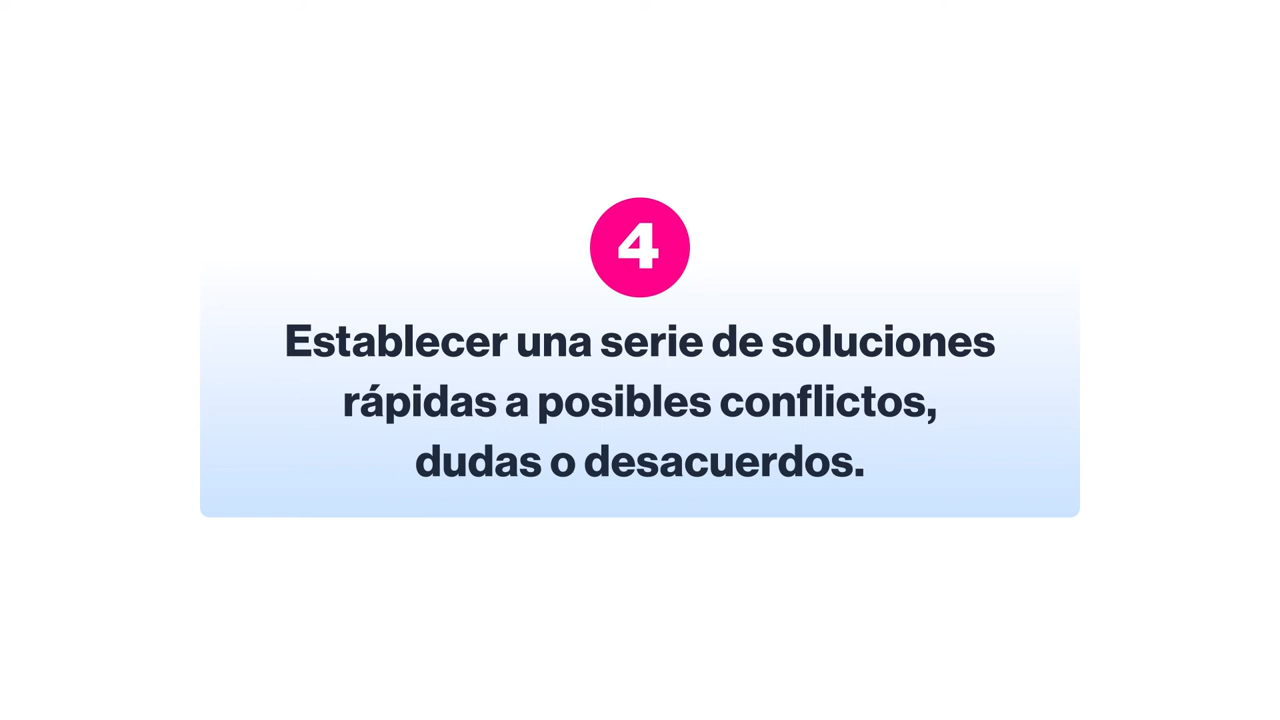 4
Establecer una serie de soluciones
rápidas a posibles conflictos,
dudas o desacuerdos.